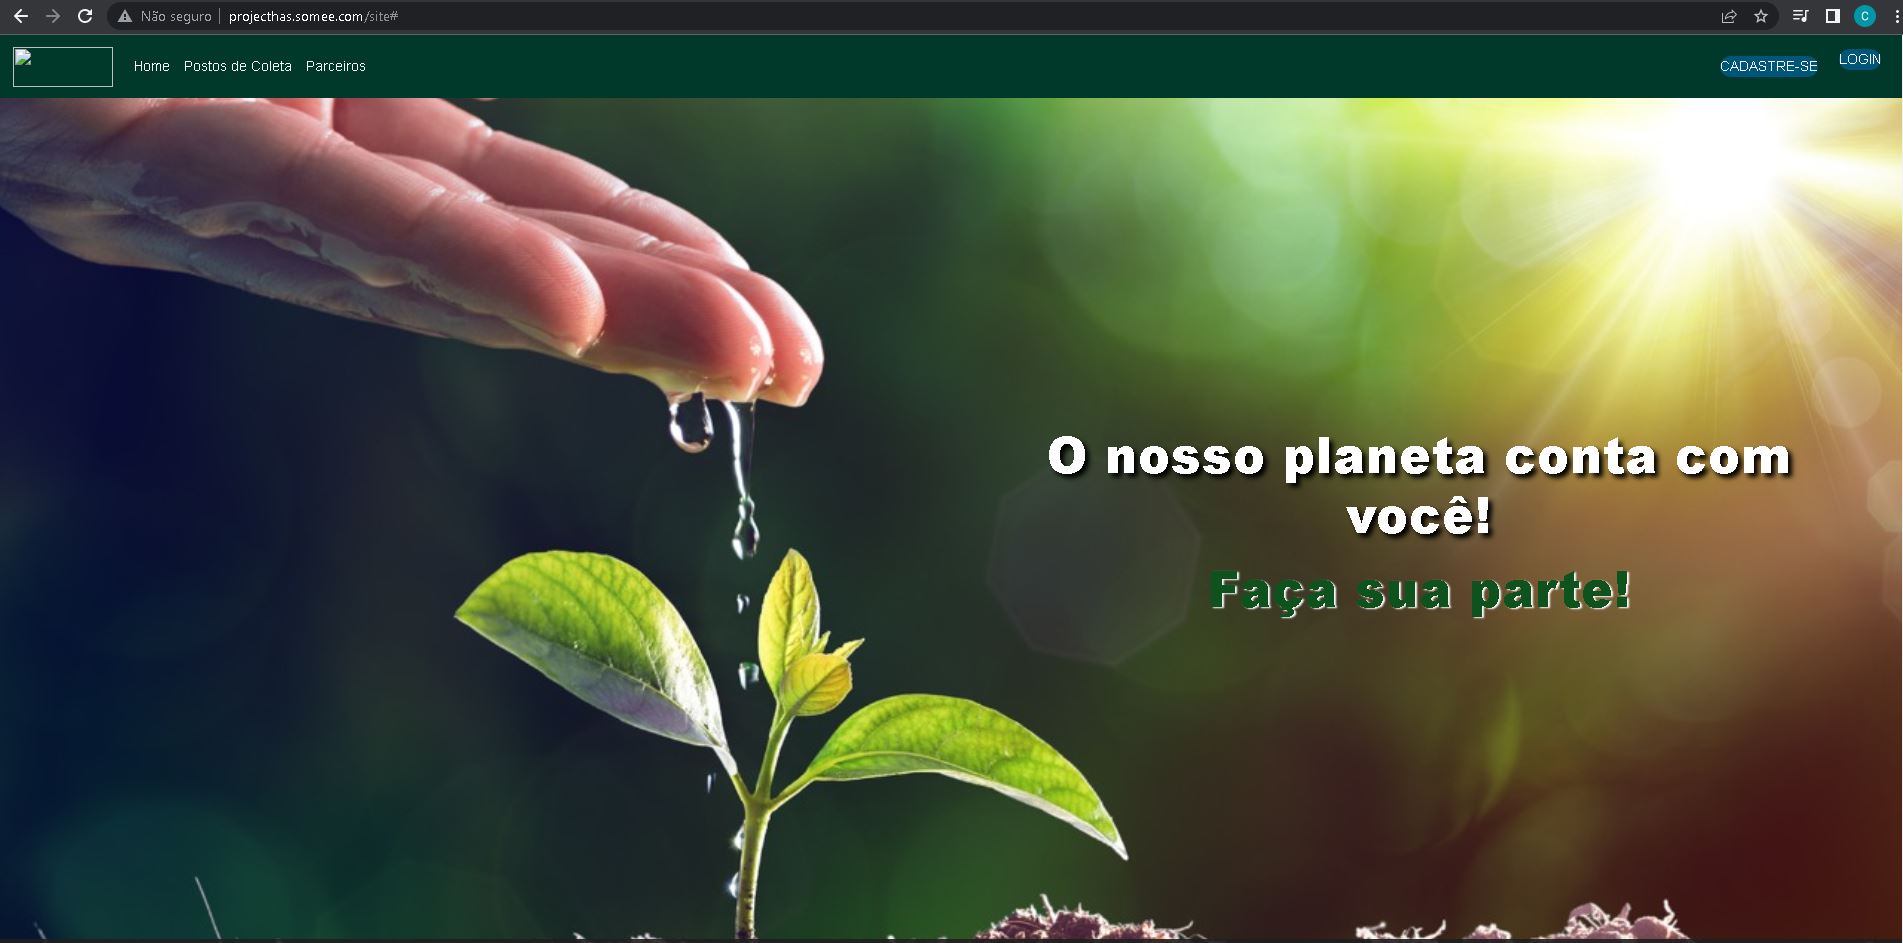 Não seguro projecthas.somee.com/site#
C
Home Postos de Coleta Parceiros CADASTRE-SE LOGIN
O nosso planeta conta com
você!
Faça sua parte!